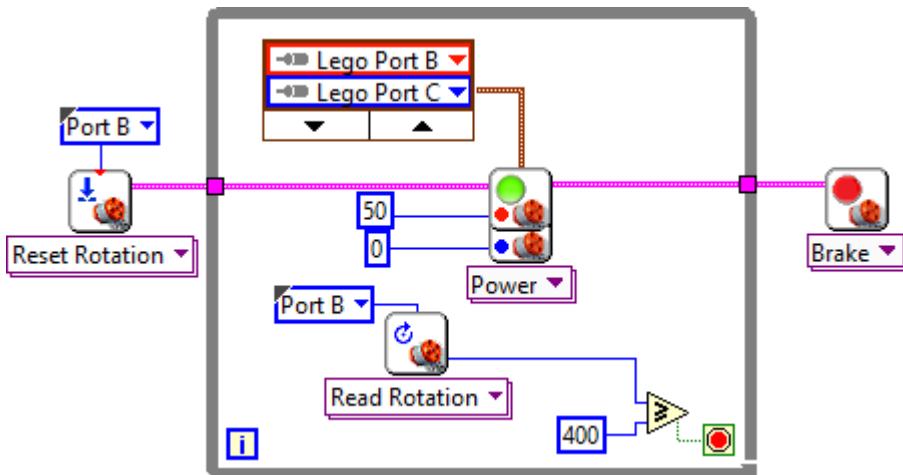 Lego Port B
Lego Port C
Port B
50
0
Reset Rotation
Power
Brake
Port B
Read Rotation
400
≥
i